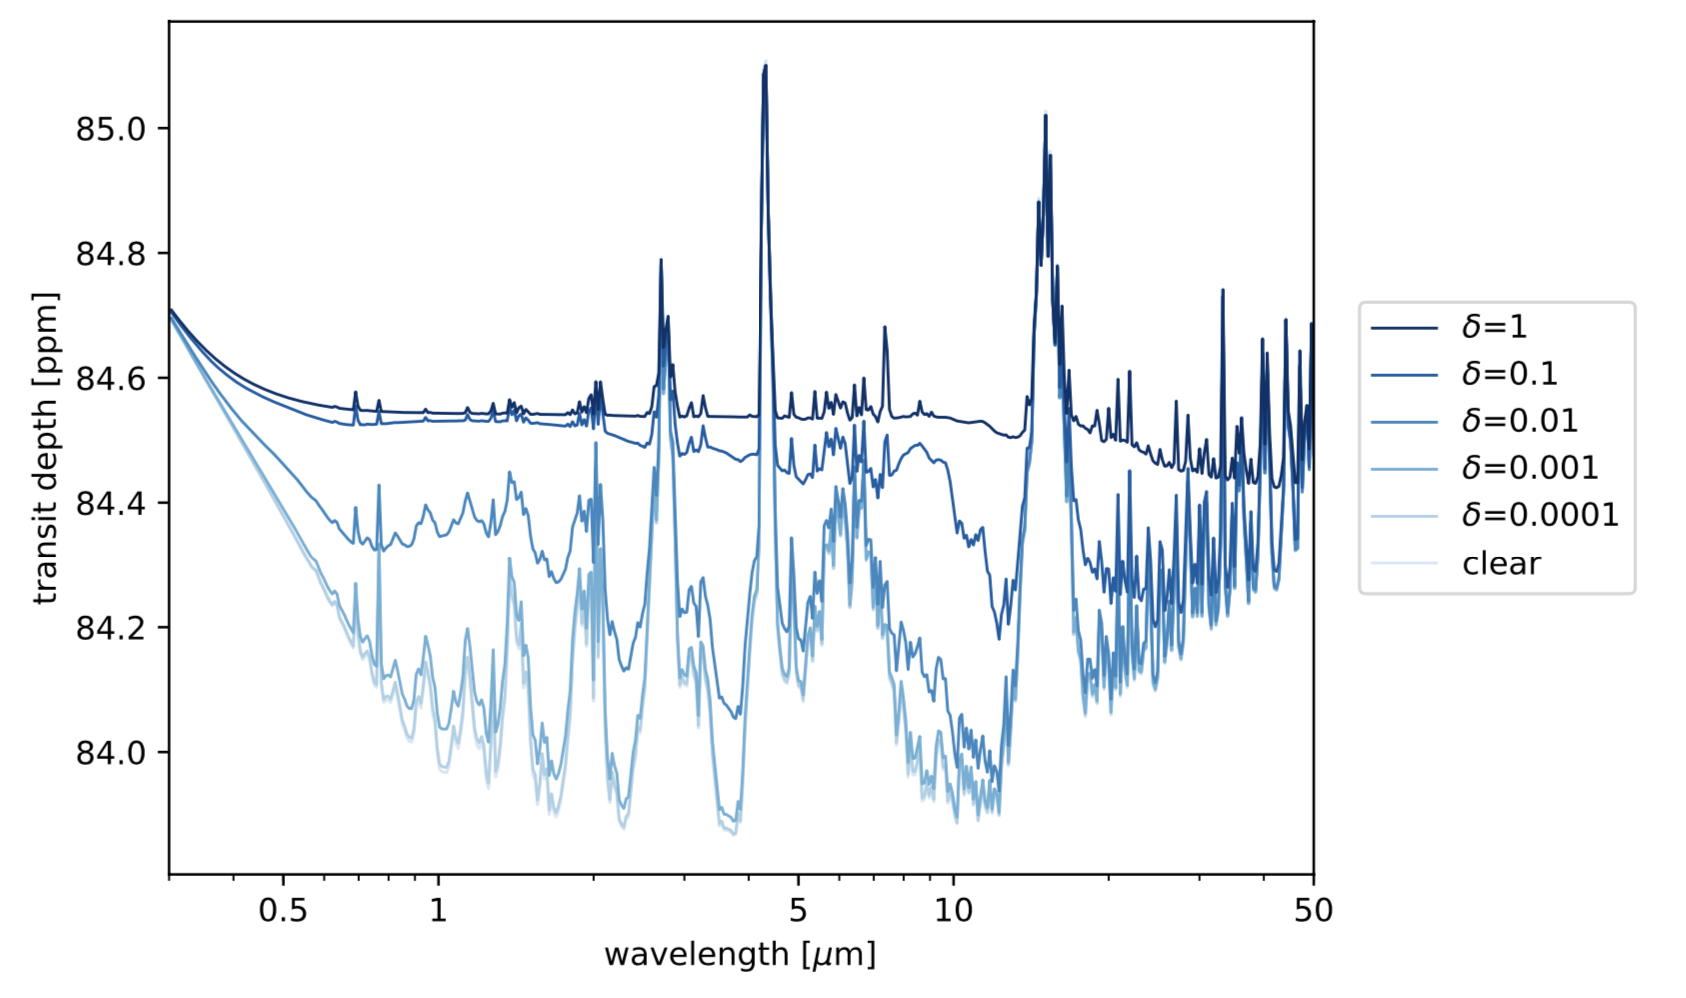 transit depth [ppm]
85.0
84.8
84.6
84.4
84.2
84.0
0.5 1 5 10 50
wavelength [μm]
δ=1
δ=0.1
δ=0.01
δ=0.001
δ=0.0001
clear